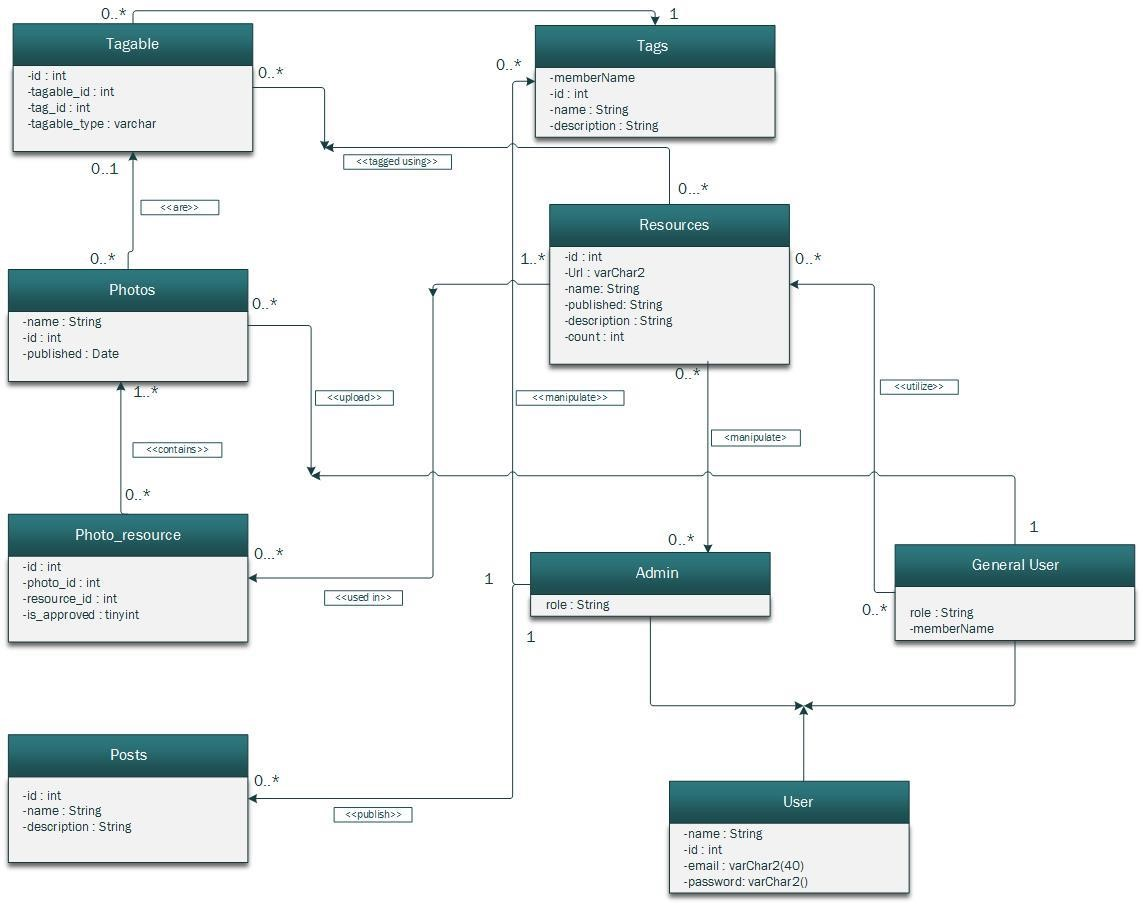 0..*
1
Tagable
-id : int
-tagable_id : int
-tag_id : int
-tagable_type : varchar
0..*
0..*
Tags
-memberName
-id : int
-name : String
-description : String
<<tagged using>>
0..1
<<are>>
0..*
0...*
Resources
-id : int
-Url : varChar2
-name: String
-published: String
-description : String
-count : int
1..*
0..*
0..*
Photos
-name : String
-id : int
-published : Date
0..*
1..*
<<upload>>
<<manipulate>>
<manipulate>
<<utilize>>
<<contains>>
0..*
Photo_resource
-id : int
-photo_id : int
-resource_id : int
-is_approved : tinyint
0...*
<<used in>>
0..*
1
Admin
role : String
1
1
General User
role : String
-memberName
0..*
Posts
-id : int
-name : String
-description : String
0..*
<<publish>>
User
-name : String
-id : int
-email : varChar2(40)
-password: varChar2()